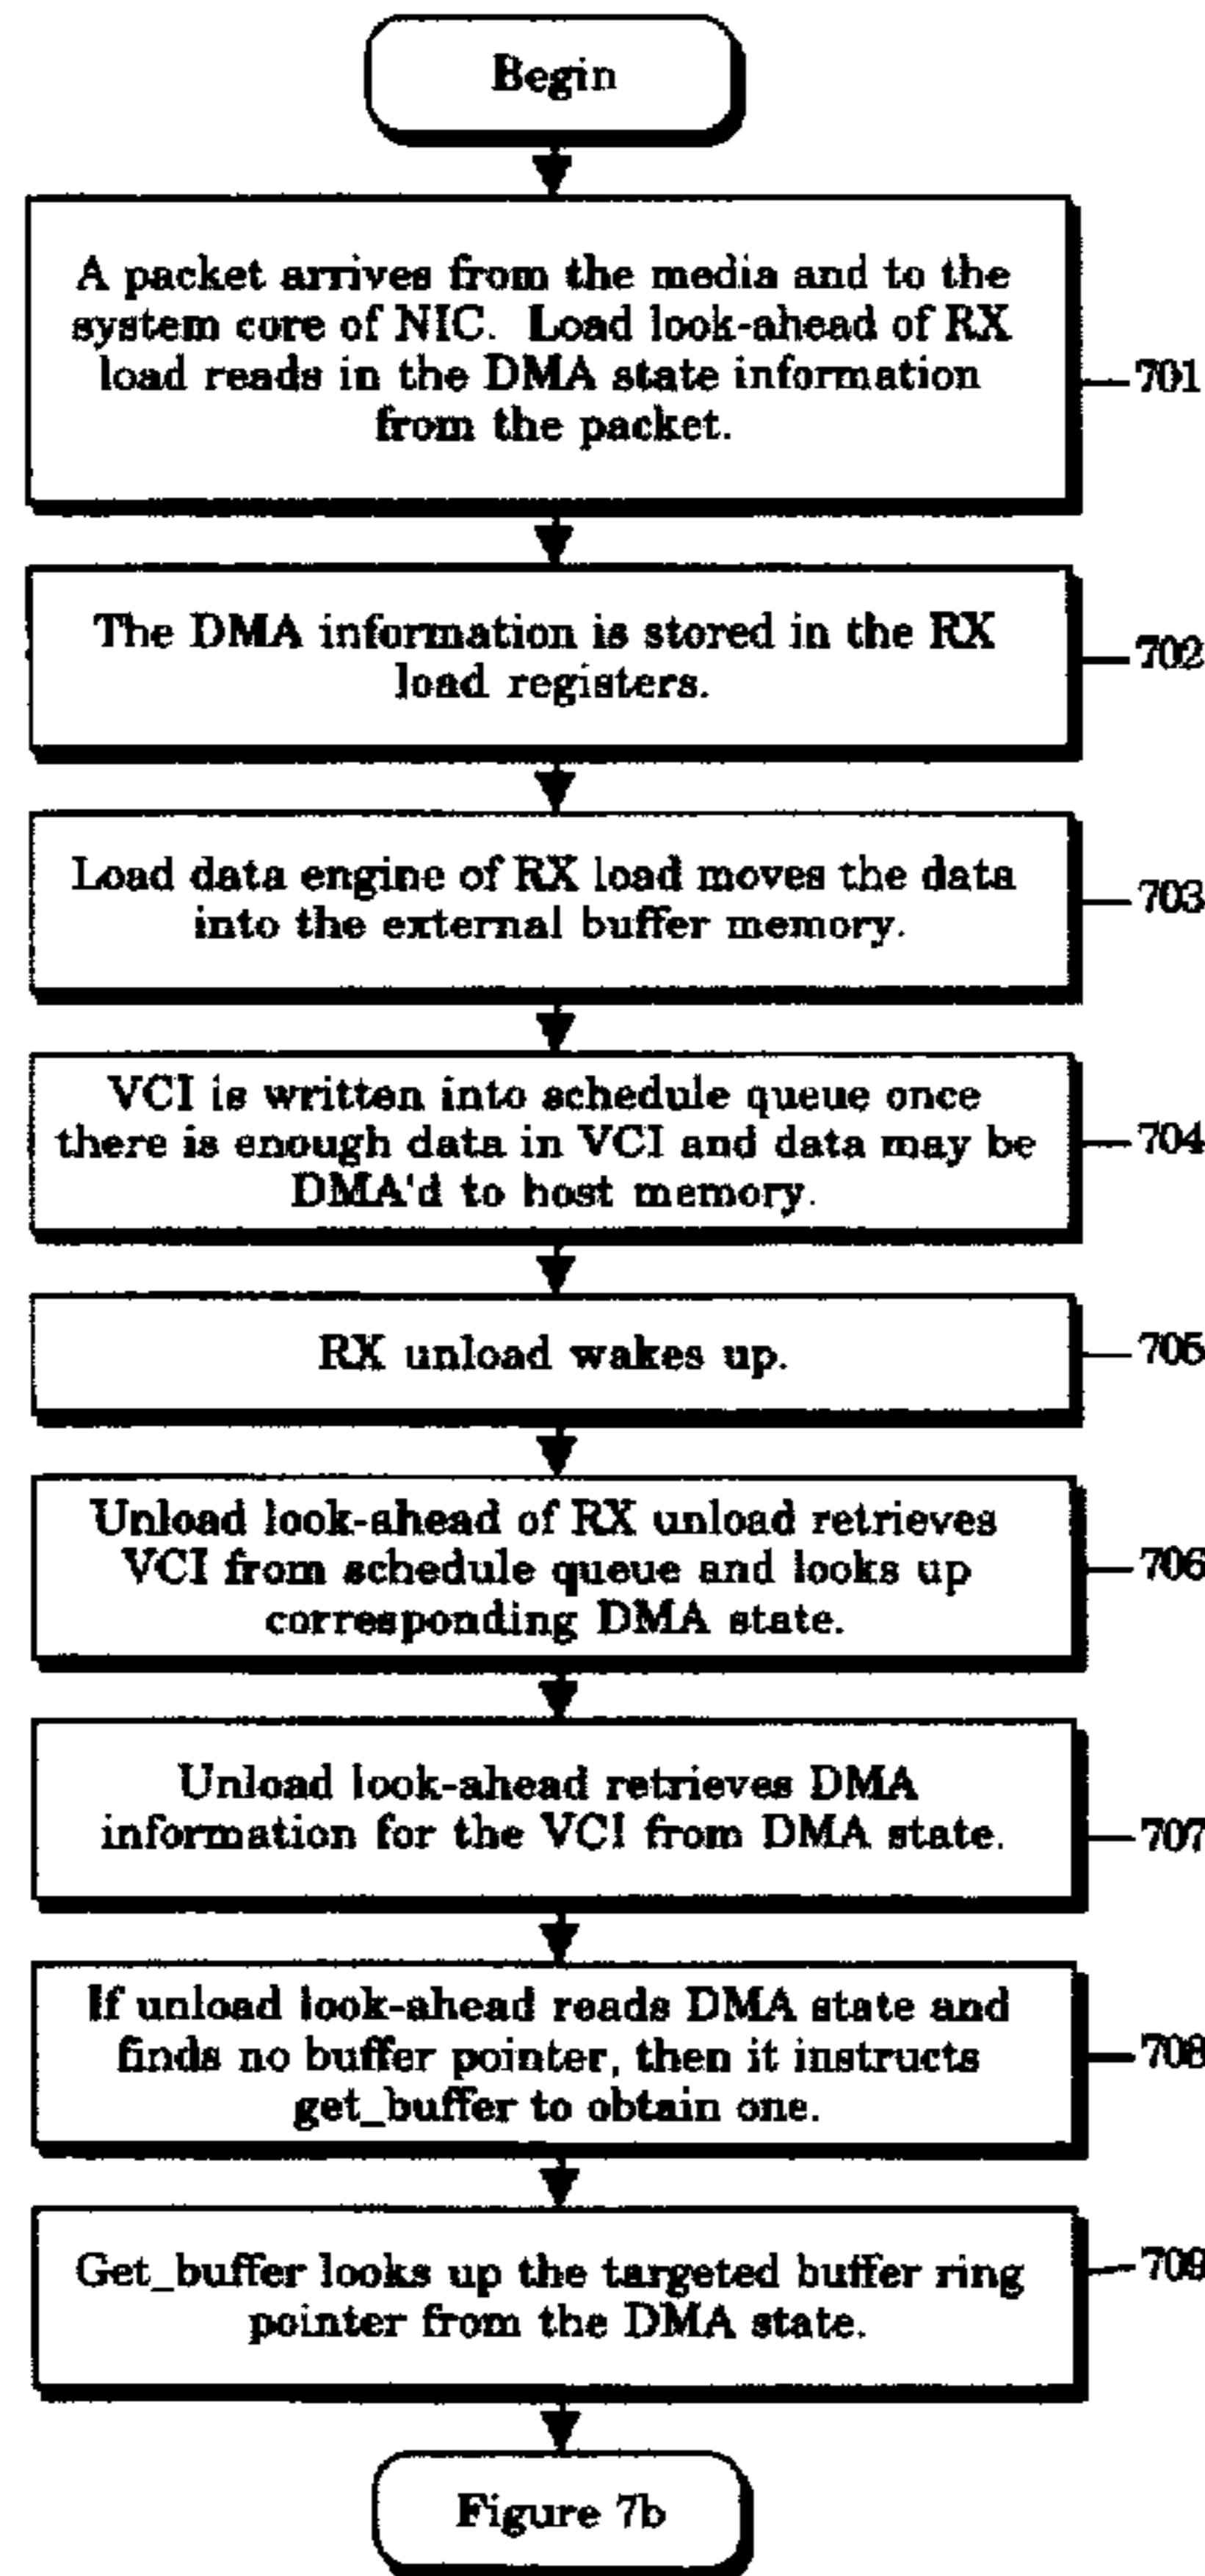 Begin
A packet arrives from the media and to the
system core of NIC. Load look-ahead of RX
load reads in the DMA state information
from the packet.
701
The DMA information is stored in the RX
load registers.
702
Load data engine of RX load moves the data
into the external buffer memory.
703
VCI is written into schedule queue once
there is enough data in VCI and data may be
DMA'd to host memory.
704
RX unload wakes up.
705
Unload look-ahead of RX unload retrieves
VCI from schedule queue and looks up
corresponding DMA state.
706
Unload look-ahead retrieves DMA
information for the VCI from DMA state.
707
If unload look-ahead reads DMA state and
finds no buffer pointer, then it instructs
get_buffer to obtain one.
708
Get_buffer looks up the targeted buffer ring
pointer from the DMA state.
709
Figure 7b